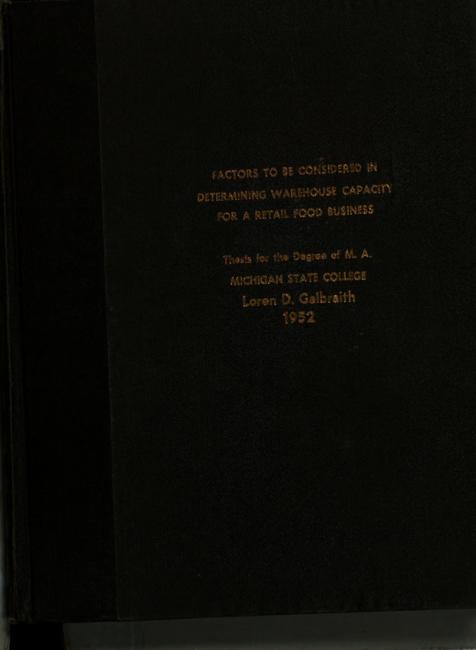 FACTORS TO BE CONSIDERED IN
DETERMINING WAREHOUSE CAPACITY
FOR A RETAIL FOOD BUSINESS
Thesis for the Degree of M. A.
MICHIGAN STATE COLLEGE
Loren D. Galbraith
1952